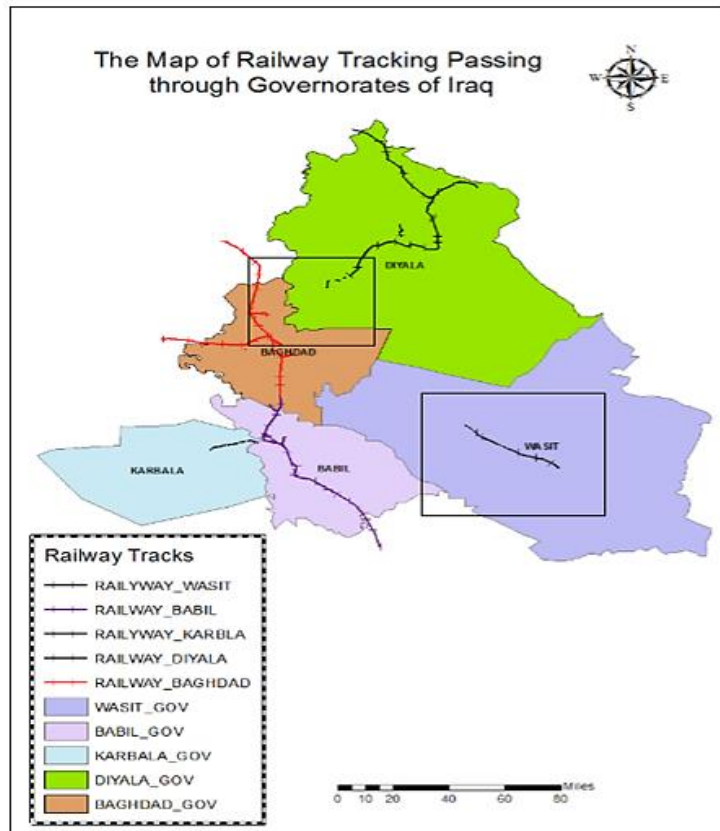 The Map of Railway Tracking Passing
through Governorates of Iraq
N
W E
S
DIYALA
BAGHDAD
WASIT
KARBALA
BABIL
Railway Tracks
RAILYWAY_WASIT
RAILWAY_BABIL
RAILYWAY_KARBLA
RAILWAY_DIYALA
RAILWAY_BAGHDAD
WASIT_GOV
BABIL_GOV
KARBALA_GOV
DIYALA_GOV
BAGHDAD_GOV
Miles
0 5 10 20 40 60 80